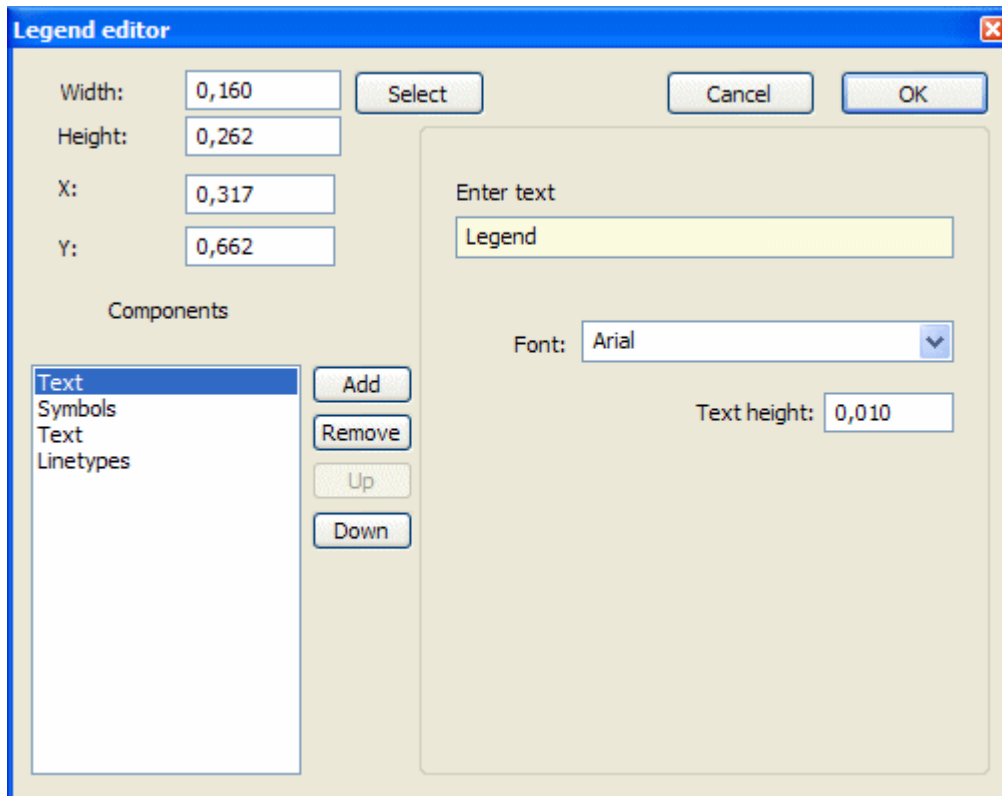 Legend editor
Width: 0,160 Select Cancel OK
Height: 0,262
X: 0,317
Enter text
Legend
Y: 0,662
Components
Font: Arial
Text
Symbols
Text
Linetypes
Add
Remove
Up
Down
Text height: 0,010